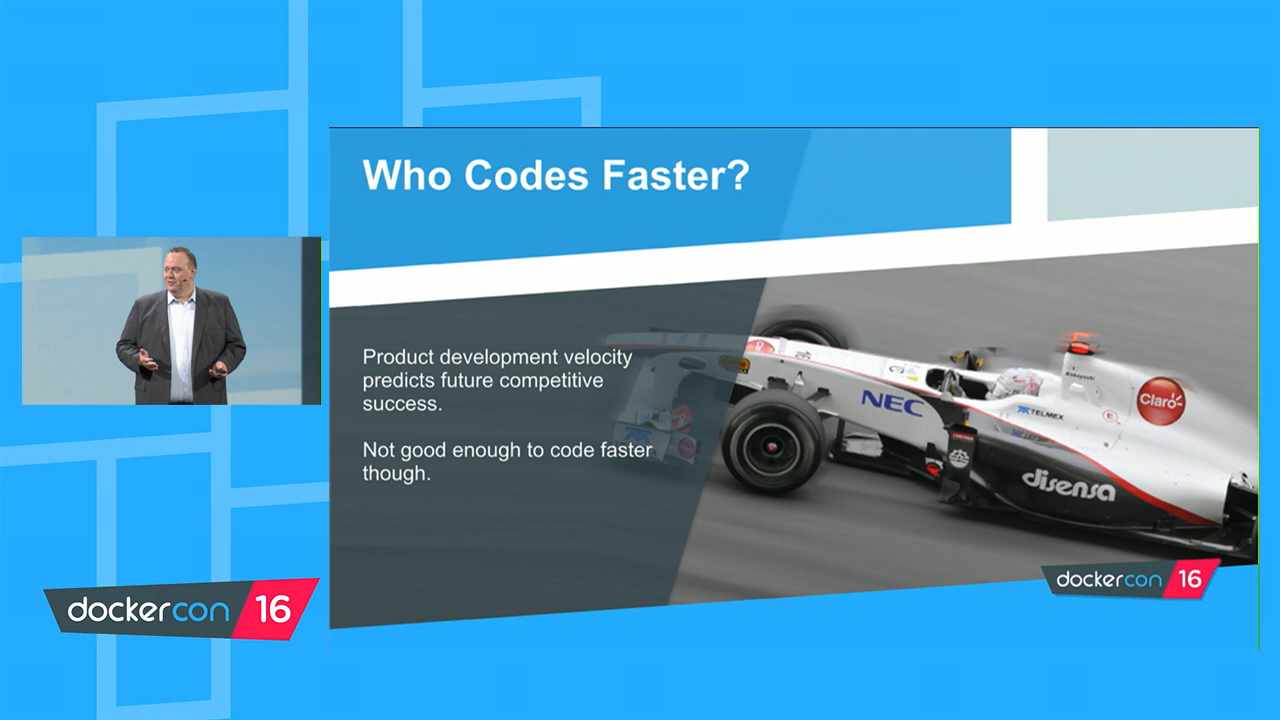 Who Codes Faster?
Product development velocity
predicts future competitive
success.
Not good enough to code faster
though.
NEC
TELMEX
Kobayashi
Claro
disensa
dockercon 16
dockercon 16